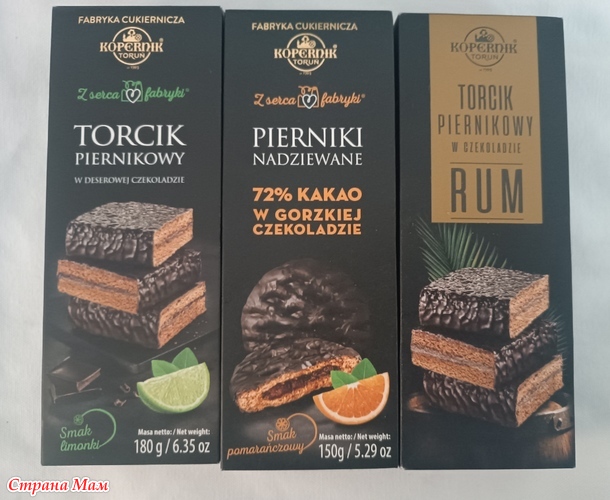 FABRYKA CUKIERNICZA
KOPERNIK
TORUŃ
Z serca fabryki
TORCIK
PIERNIKOWY
W DESEROWEJ CZEKOLADZIE
Smak
limonki
Masa netto: / Net weight:
180 g / 6.35 oz
FABRYKA CUKIERNICZA
KOPERNIK
TORUŃ
Z serca fabryki
PIERNIKI
NADZIEWANE
72% KAKAO
W GORZKIEJ
CZEKOLADZIE
Smak
pomarańczowy
Masa netto: / Net weight:
150g / 5.29 oz
KOPERNIK
TORUŃ
TORCIK
PIERNIKOWY
W CZEKOLADZIE
RUM
Страна Мам